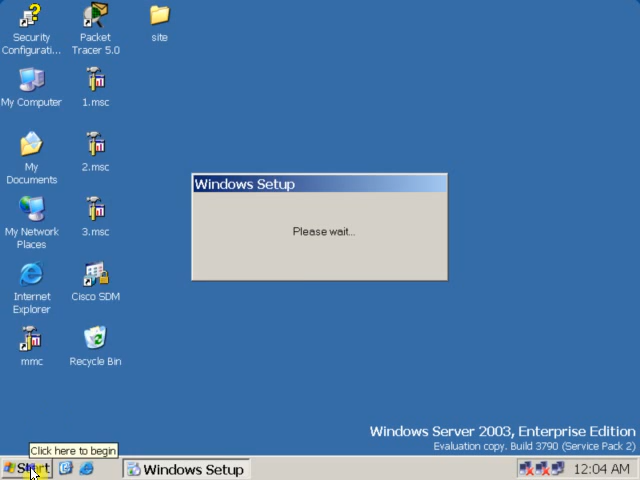 Security
Configurati...
Packet
Tracer 5.0
site
My Computer
1.msc
My
Documents
2.msc
My Network
Places
3.msc
Internet
Explorer
Cisco SDM
mmc
Recycle Bin
Windows Setup
Please wait...
Windows Server 2003, Enterprise Edition
Evaluation copy. Build 3790 (Service Pack 2)
Click here to begin
Start
Windows Setup
12:04 AM